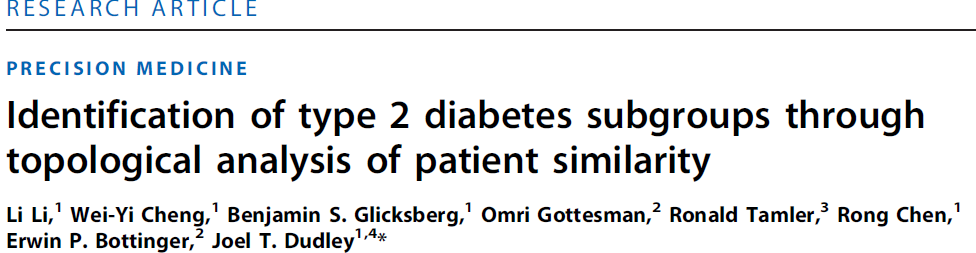 RESEARCH ARTICLE
PRECISION MEDICINE
Identification of type 2 diabetes subgroups through
topological analysis of patient similarity
Li Li,1 Wei-Yi Cheng,1 Benjamin S. Glicksberg,1 Omri Gottesman,2 Ronald Tamler,3 Rong Chen,1
Erwin P. Bottinger,2 Joel T. Dudley1,4*